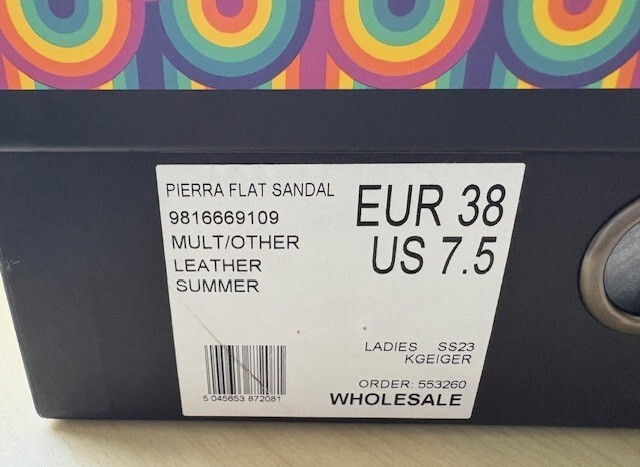 PIERRA FLAT SANDAL
9816669109
MULT/OTHER
LEATHER
SUMMER
EUR 38
US 7.5
LADIES SS23
KGEIGER
ORDER: 553260
WHOLESALE
5 045653 872081